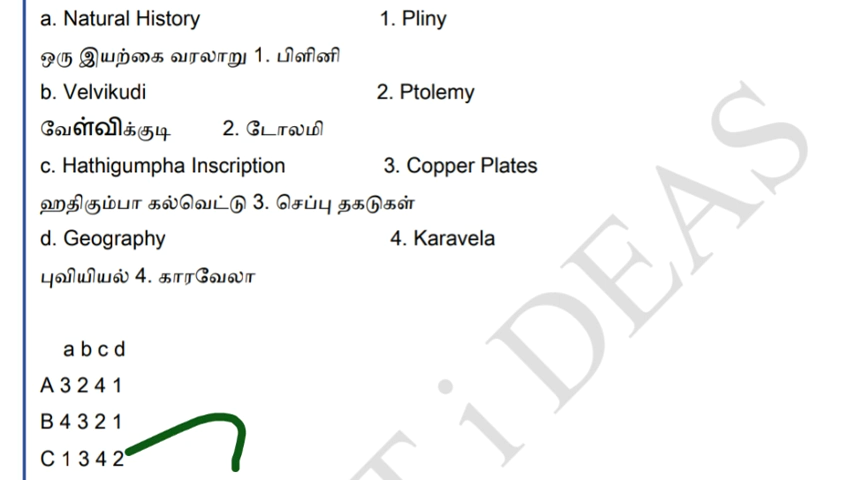 a. Natural History 1. Pliny
ஒரு இயற்கை வரலாறு 1. பிளினி
b. Velvikudi 2. Ptolemy
வேள்விக்குடி 2. டோலமி
c. Hathigumpha Inscription 3. Copper Plates
ஹதிகும்பா கல்வெட்டு 3. செப்பு தகடுகள்
d. Geography 4. Karavela
புவியியல் 4. காரவேலா
a b c d
A 3 2 4 1
B 4 3 2 1
C 1 3 4 2
T i DEAS